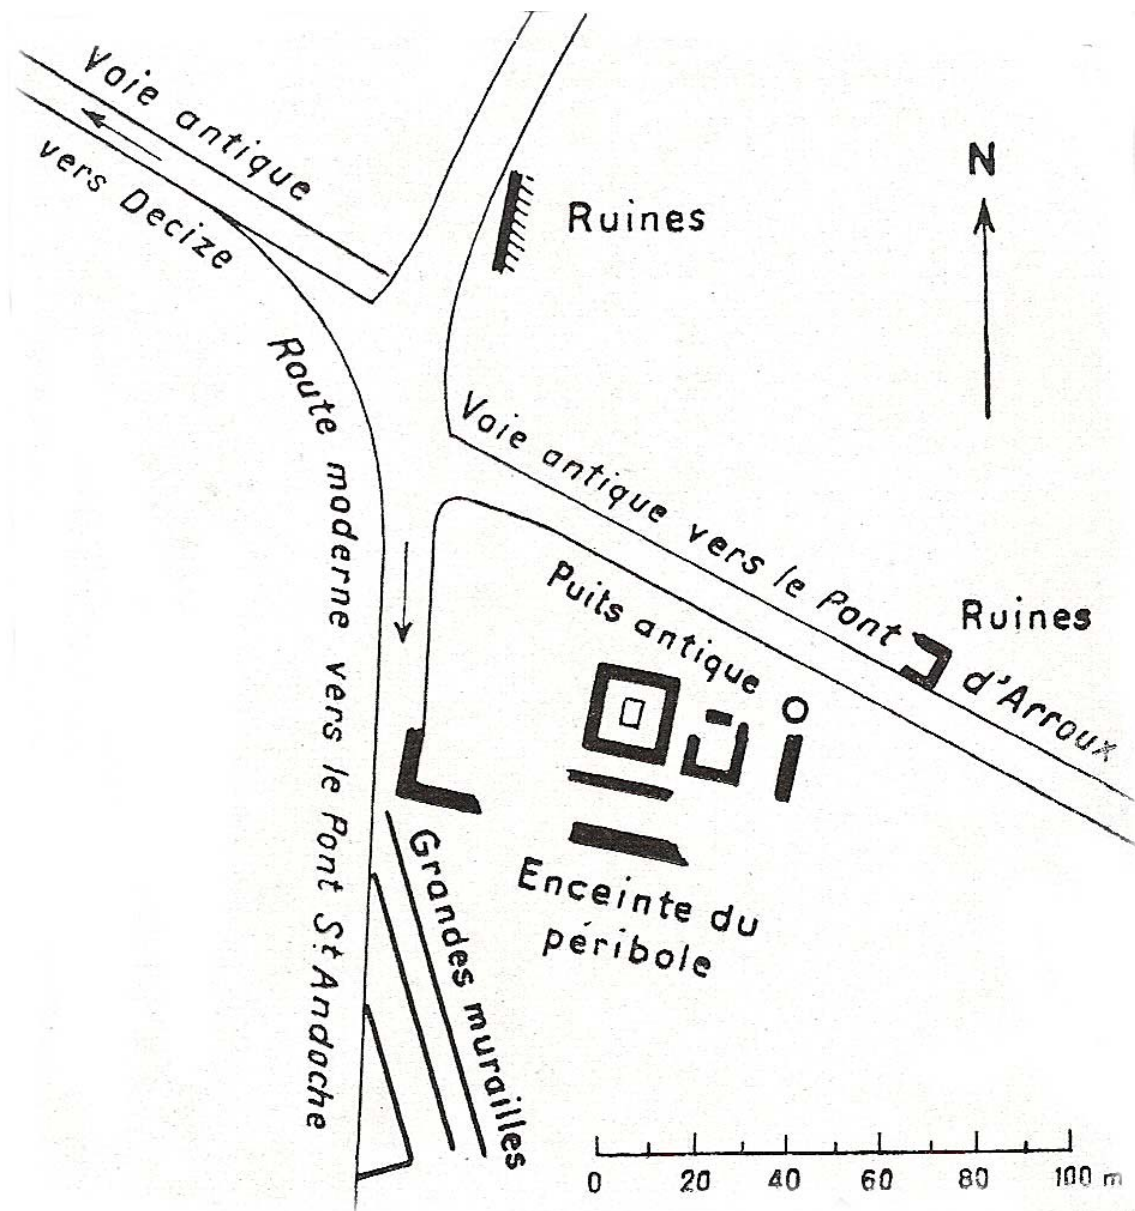 Voie antique
vers Decize
N
Ruines
Route moderne vers le Pont St Andoche
Voie antique vers le Pont d'Arroux
Ruines
Puits antique
Grandes murailles
Enceinte du
péribole
0 20 40 60 80 100 m